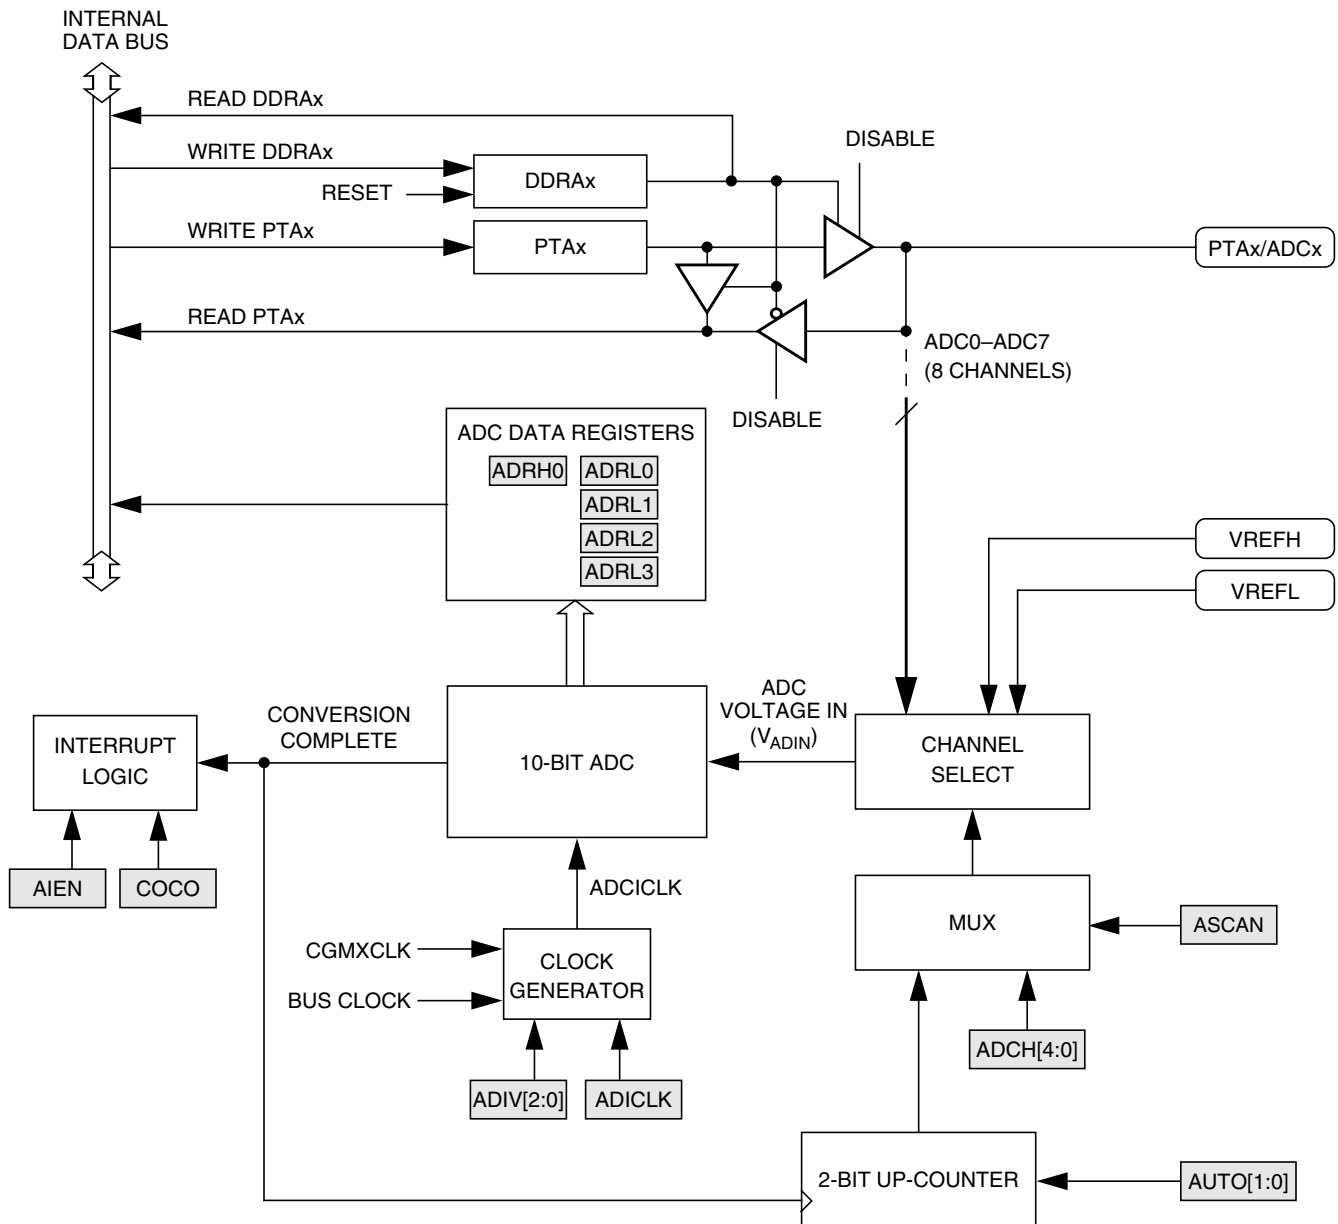 INTERNAL
DATA BUS
READ DDRAx
WRITE DDRAx
RESET
DDRAx
DISABLE
WRITE PTAx
PTAx
PTAx/ADCx
READ PTAx
DISABLE
ADC0–ADC7
(8 CHANNELS)
ADC DATA REGISTERS
ADRH0
ADRL0
ADRL1
ADRL2
ADRL3
VREFH
VREFL
INTERRUPT
LOGIC
CONVERSION
COMPLETE
10-BIT ADC
ADC
VOLTAGE IN
(VADIN)
CHANNEL
SELECT
AIEN
COCO
ADCICLK
MUX
ASCAN
CGMXCLK
BUS CLOCK
CLOCK
GENERATOR
ADCH[4:0]
ADIV[2:0]
ADICLK
2-BIT UP-COUNTER
AUTO[1:0]